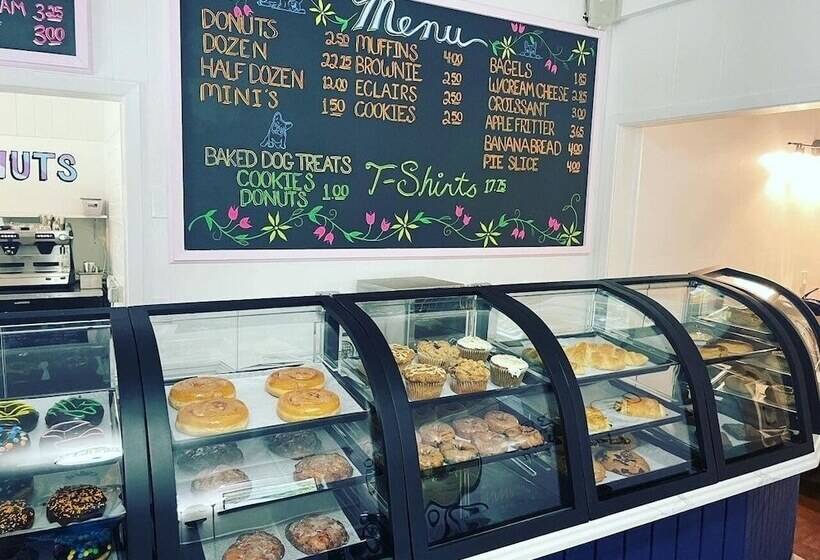 AM 3.25
3.00
NUTS
Menu
DONUTS 2.50
DOZEN 22.25
HALF DOZEN 12.00
MINI'S 1.50
MUFFINS 4.00
BROWNIE 2.50
ECLAIRS 2.50
COOKIES 2.50
BAGELS 1.85
W/CREAM CHEESE 2.85
CROISSANT 3.00
APPLE FRITTER 3.65
BANANA BREAD 4.00
PIE SLICE 4.00
BAKED DOG TREATS
COOKIES
DONUTS 1.00
T-Shirts 17.75